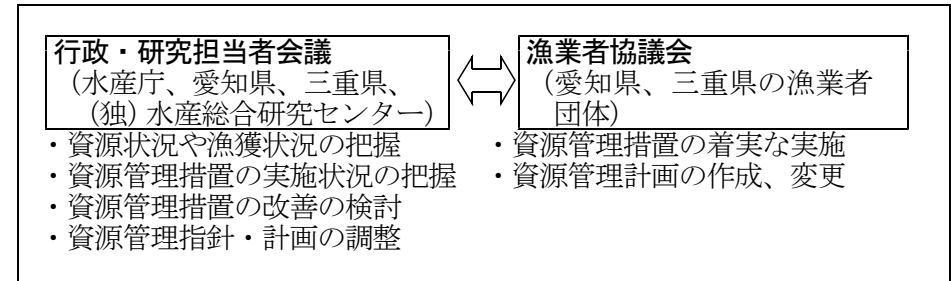 行政・研究担当者会議
（水産庁、愛知県、三重県、
（独）水産総合研究センター）
・資源状況や漁獲状況の把握
・資源管理措置の実施状況の把握
・資源管理措置の改善の検討
・資源管理指針・計画の調整
漁業者協議会
（愛知県、三重県の漁業者
団体）
・資源管理措置の着実な実施
・資源管理計画の作成、変更